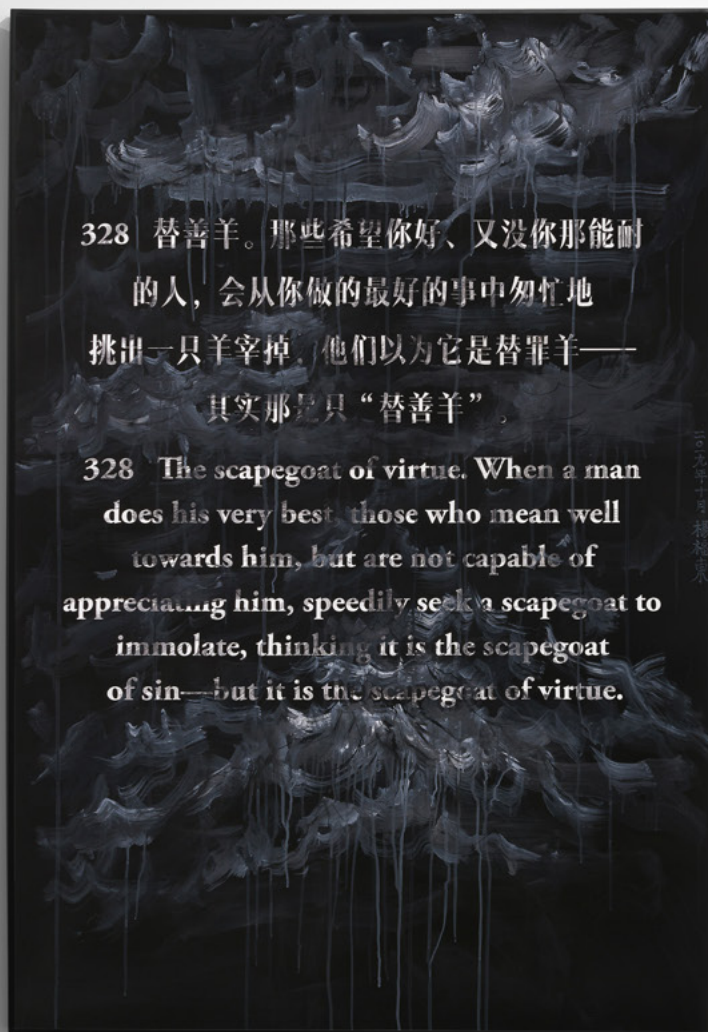 328 替善羊。那些希望你好、又没你那能耐
的人，会从你做的最好的事中匆忙地
挑出一只羊宰掉，他们以为它是替罪羊——
其实那是只“替善羊”。
328 The scapegoat of virtue. When a man
does his very best, those who mean well
towards him, but are not capable of
appreciating him, speedily seek a scapegoat to
immolate, thinking it is the scapegoat
of sin—but it is the scapegoat of virtue.